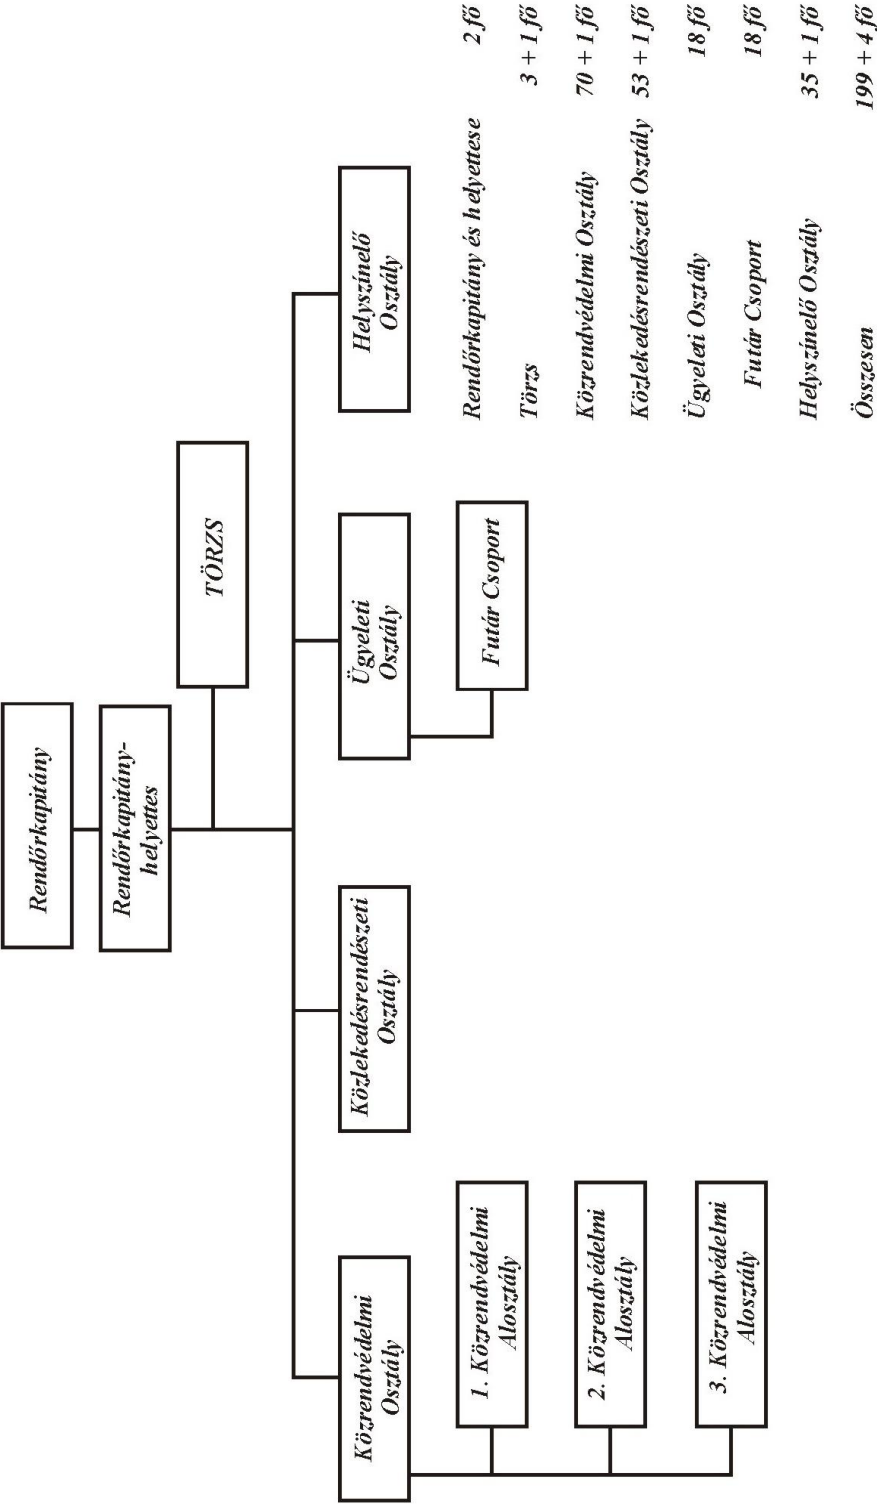 Rendőrkapitány
Rendőrkapitány-
helyettes
TÖRZS
Közrendvédelmi
Osztály
Közlekedésrendészeti
Osztály
Ügyeleti
Osztály
Helyszínelő
Osztály
1. Közrendvédelmi
Alosztály
2. Közrendvédelmi
Alosztály
3. Közrendvédelmi
Alosztály
Futár Csoport
Rendőrkapitány és helyettese 2 fő
Törzs 3 + 1 fő
Közrendvédelmi Osztály 70 + 1 fő
Közlekedésrendészeti Osztály 53 + 1 fő
Ügyeleti Osztály 18 fő
Futár Csoport 18 fő
Helyszínelő Osztály 35 + 1 fő
Összesen 199 + 4 fő